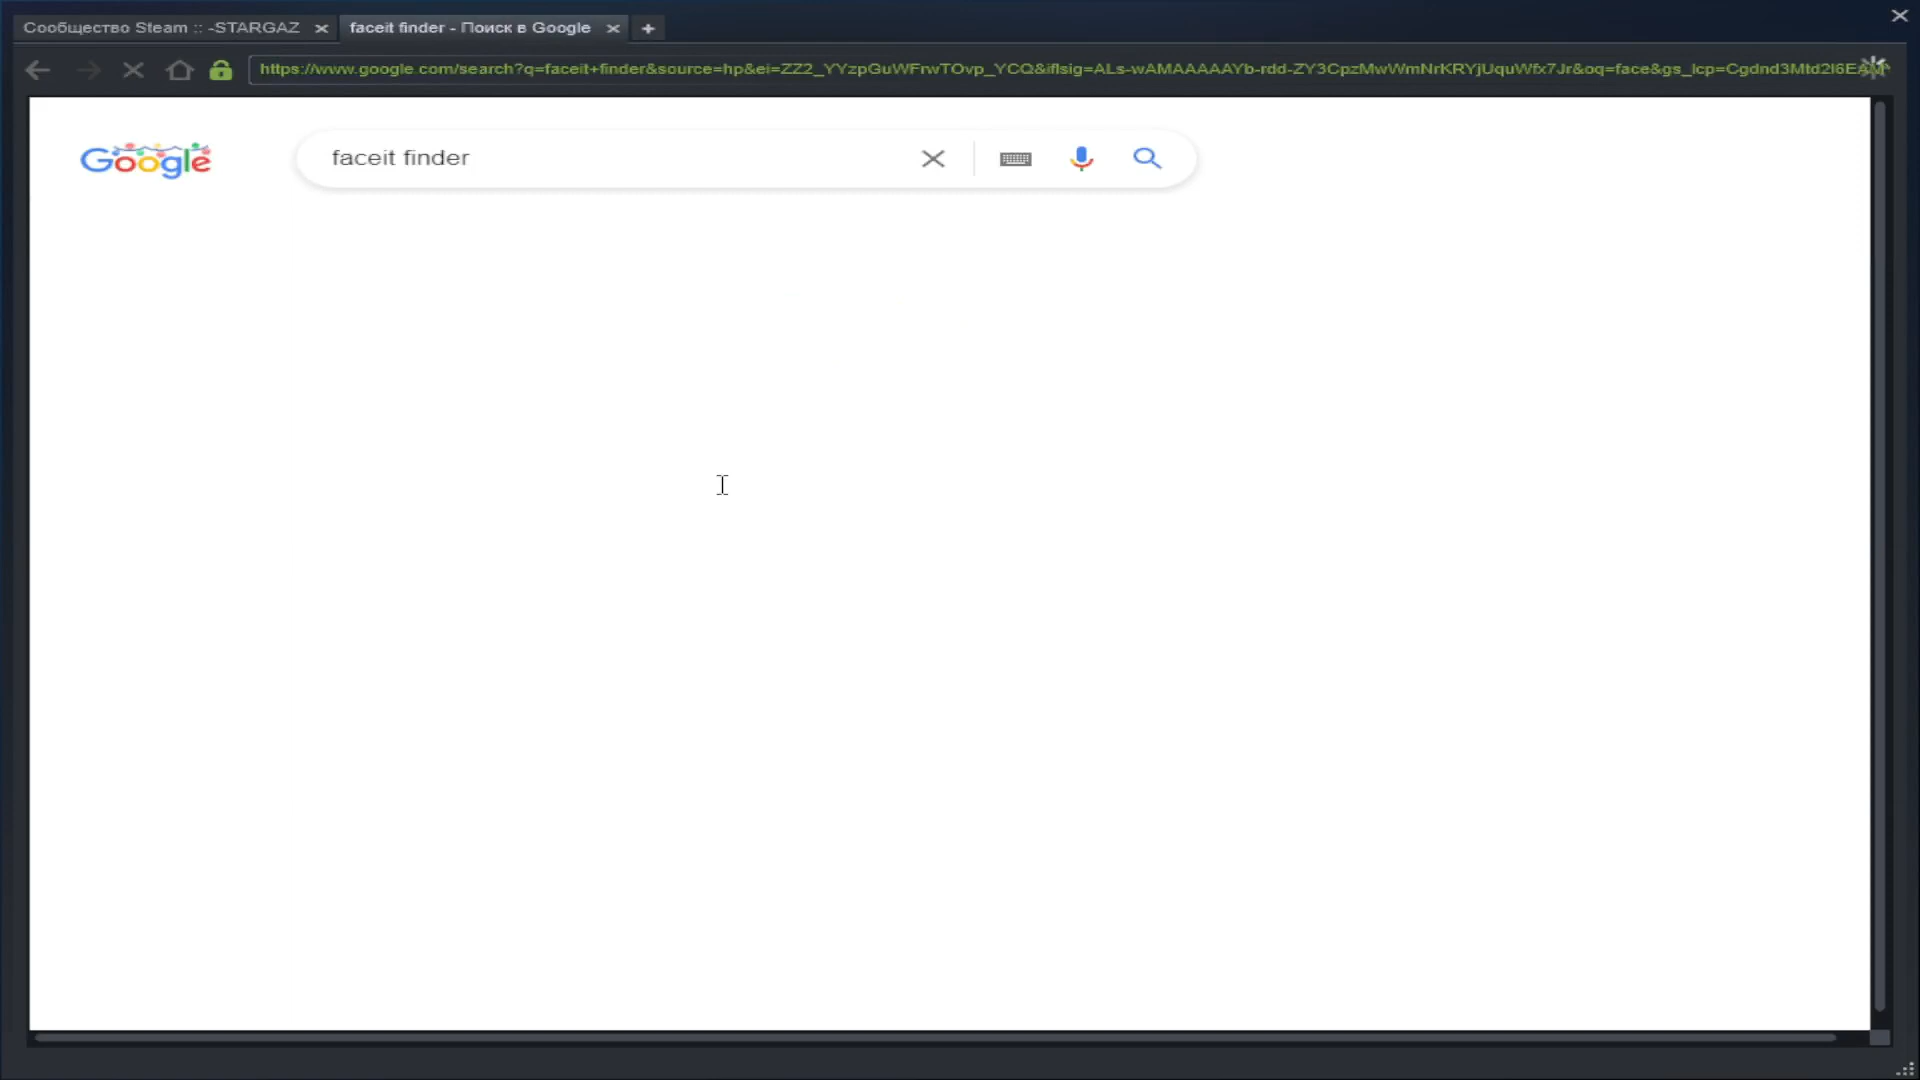 Сообщество Steam :: -STARGAZ
faceit finder - Поиск в Google
https://www.google.com/search?q=faceit+finder&source=hp&ei=ZZ2_YYzpGuWFrwTOvp_YCQ&iflsig=ALs-wAMAAAAAYb-rdd-ZY3CpzMwWmNrKRYjUquWfx7Jr&oq=face&gs_lcp=Cgdnd3Mtd2l6EAM
Google
faceit finder